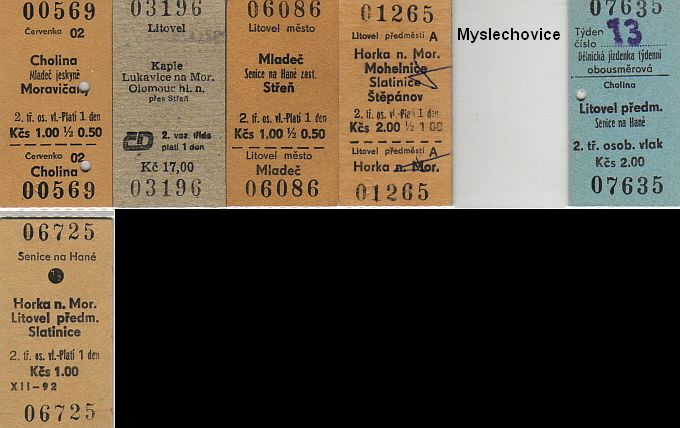 00569
Červenka 02
Cholina
Mladeč jeskyně
Moravičany
2. tř. os. vl.-Platí 1 den
Kčs 1.00 ½ 0.50
Červenka 02
Cholina
00569
03196
Litovel
Kaple
Lukavice na Mor.
Olomouc hl. n.
přes Střeň
ČD 2. voz. třída
platí 1 den
Kč 17,00
03196
06086
Litovel město
Mladeč
Senice na Hané zast.
Střeň
2. tř. os. vl.-Platí 1 den
Kčs 1.00 ½ 0.50
Litovel město
Mladeč
06086
01265
Litovel předměstí A
Horka n. Mor.
Mohelnice
Slatinice
Štěpánov
2. tř. os. vl.-Platí 1 den
Kčs 2.00 ½ 1 00
Litovel předměstí A
Horka n. Mor.
01265
Myslechovice
07635
Týden
číslo 13
Dělnická jízdenka týdenní
obousměrová
Cholina
Litovel předm.
Senice na Hané
2. tř. osob. vlak
Kčs 2.00
07635
06725
Senice na Hané
Horka n. Mor.
Litovel předm.
Slatinice
2. tř. os. vl.-Platí 1 den
Kčs 1.00
XII-92
06725